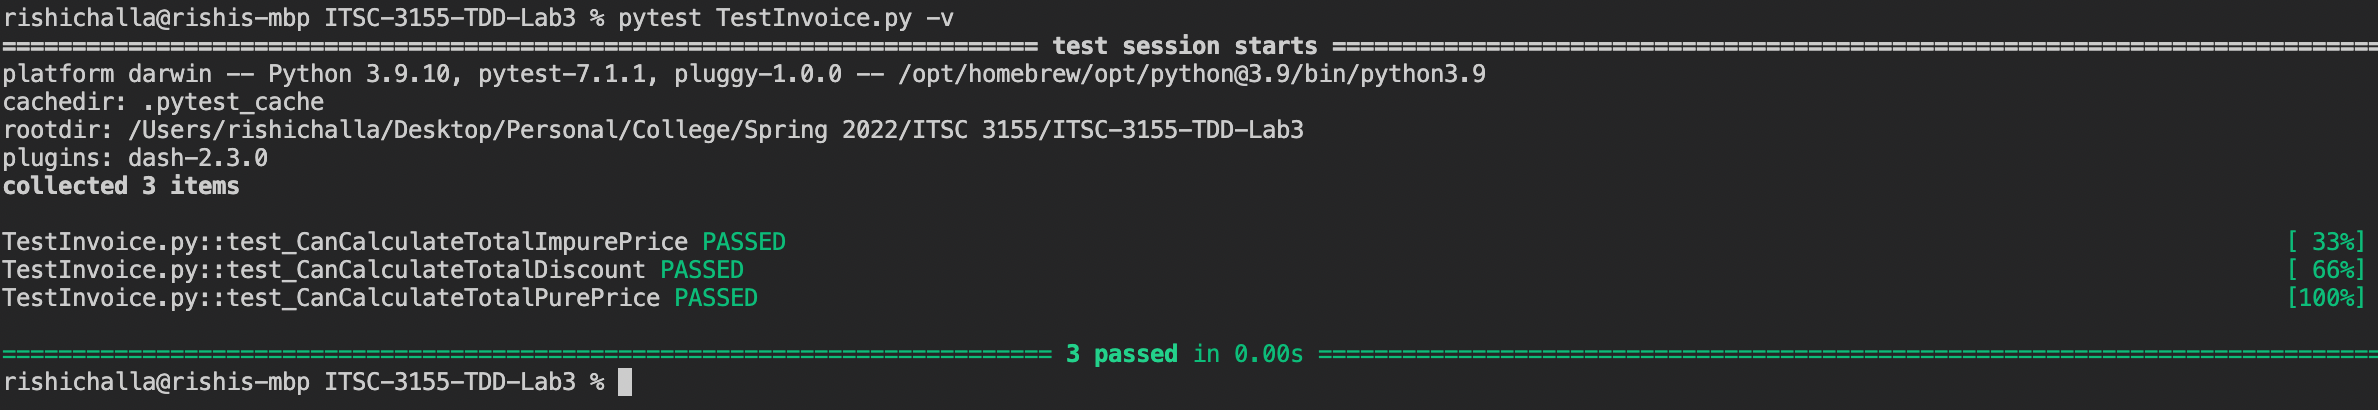 rishichalla@rishis-mbp ITSC-3155-TDD-Lab3 % pytest TestInvoice.py -v
========================================================================== test session starts ===========================================================================
platform darwin -- Python 3.9.10, pytest-7.1.1, pluggy-1.0.0 -- /opt/homebrew/opt/python@3.9/bin/python3.9
cachedir: .pytest_cache
rootdir: /Users/rishichalla/Desktop/Personal/College/Spring 2022/ITSC 3155/ITSC-3155-TDD-Lab3
plugins: dash-2.3.0
collected 3 items

TestInvoice.py::test_CanCalculateTotalImpurePrice PASSED [ 33%]
TestInvoice.py::test_CanCalculateTotalDiscount PASSED [ 66%]
TestInvoice.py::test_CanCalculateTotalPurePrice PASSED [100%]

=========================================================================== 3 passed in 0.00s ============================================================================
rishichalla@rishis-mbp ITSC-3155-TDD-Lab3 %